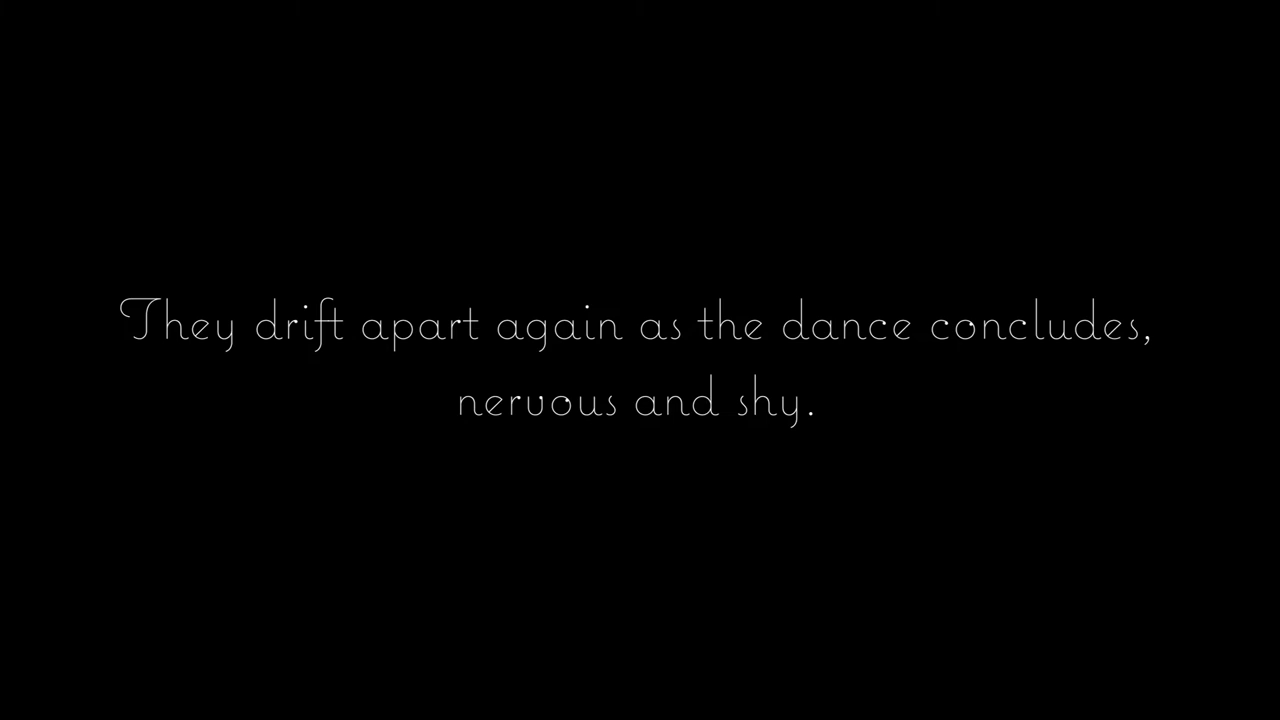 They drift apart again as the dance concludes,
nervous and shy.